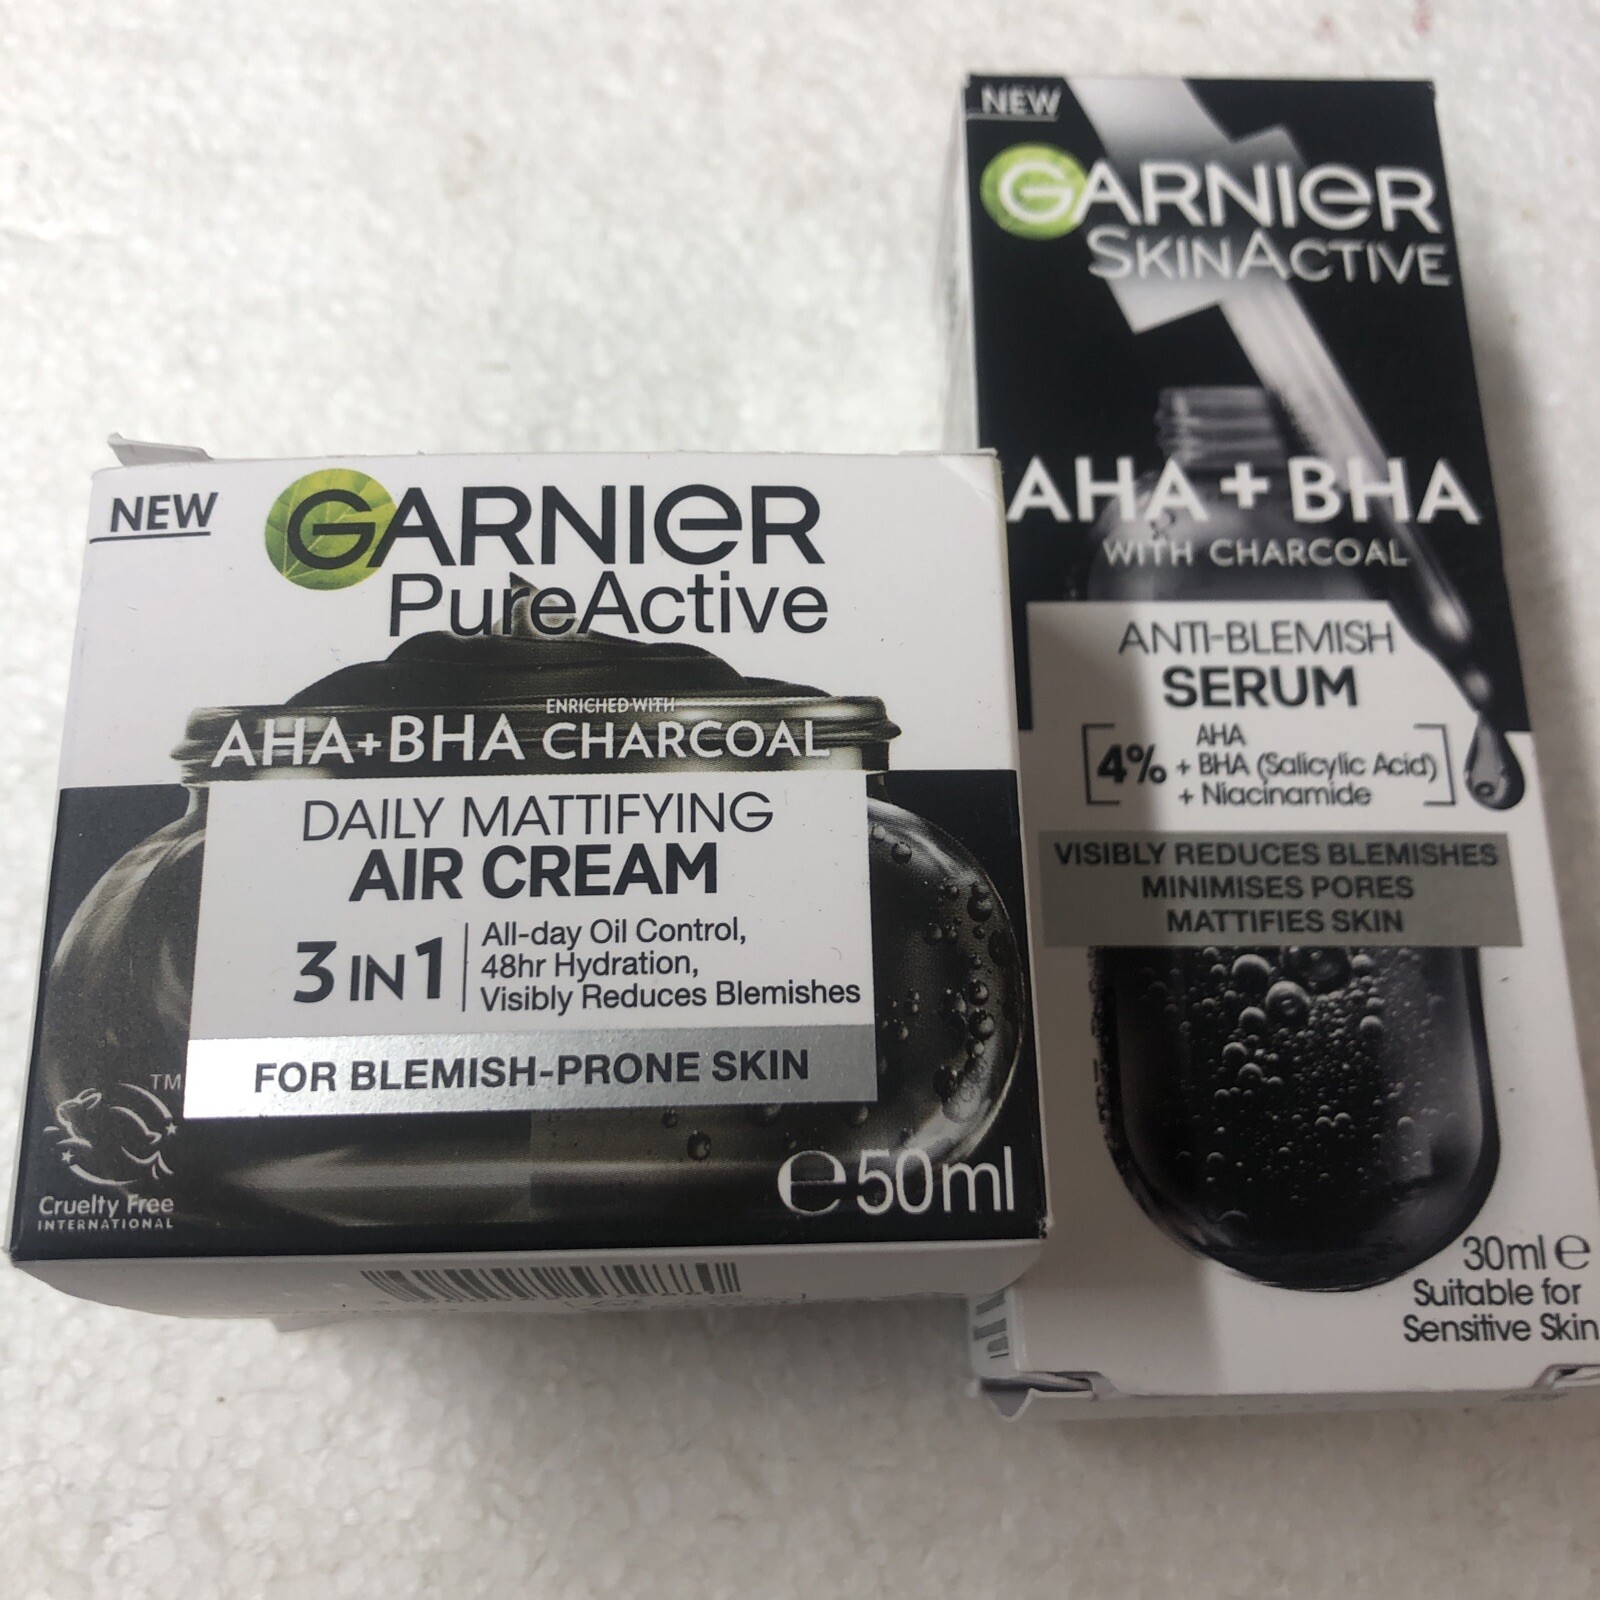 NEW
GARNIER
PureActive
ENRICHED WITH
AHA+BHA CHARCOAL
DAILY MATTIFYING
AIR CREAM
3 IN 1
All-day Oil Control,
48hr Hydration,
Visibly Reduces Blemishes
FOR BLEMISH-PRONE SKIN
TM
Cruelty Free
INTERNATIONAL
℮50ml
NEW
GARNIER
SKINACTIVE
AHA + BHA
WITH CHARCOAL
ANTI-BLEMISH
SERUM
4%
AHA
+ BHA (Salicylic Acid)
+ Niacinamide
VISIBLY REDUCES BLEMISHES
MINIMISES PORES
MATTIFIES SKIN
30ml ℮
Suitable for
Sensitive Skin